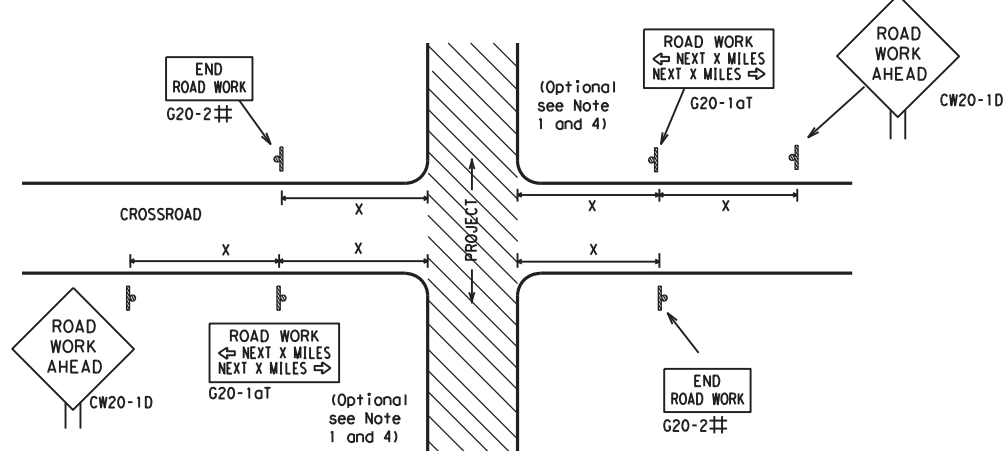 END
ROAD WORK
G20-2#
ROAD WORK
⇦ NEXT X MILES
NEXT X MILES ⇨
G20-1aT
(Optional
see Note
1 and 4)
ROAD
WORK
AHEAD
CW20-1D
X
X
X
CROSSROAD
PROJECT
X
X
X
ROAD
WORK
AHEAD
CW20-1D
ROAD WORK
⇦ NEXT X MILES
NEXT X MILES ⇨
G20-1aT
(Optional
see Note
1 and 4)
END
ROAD WORK
G20-2#